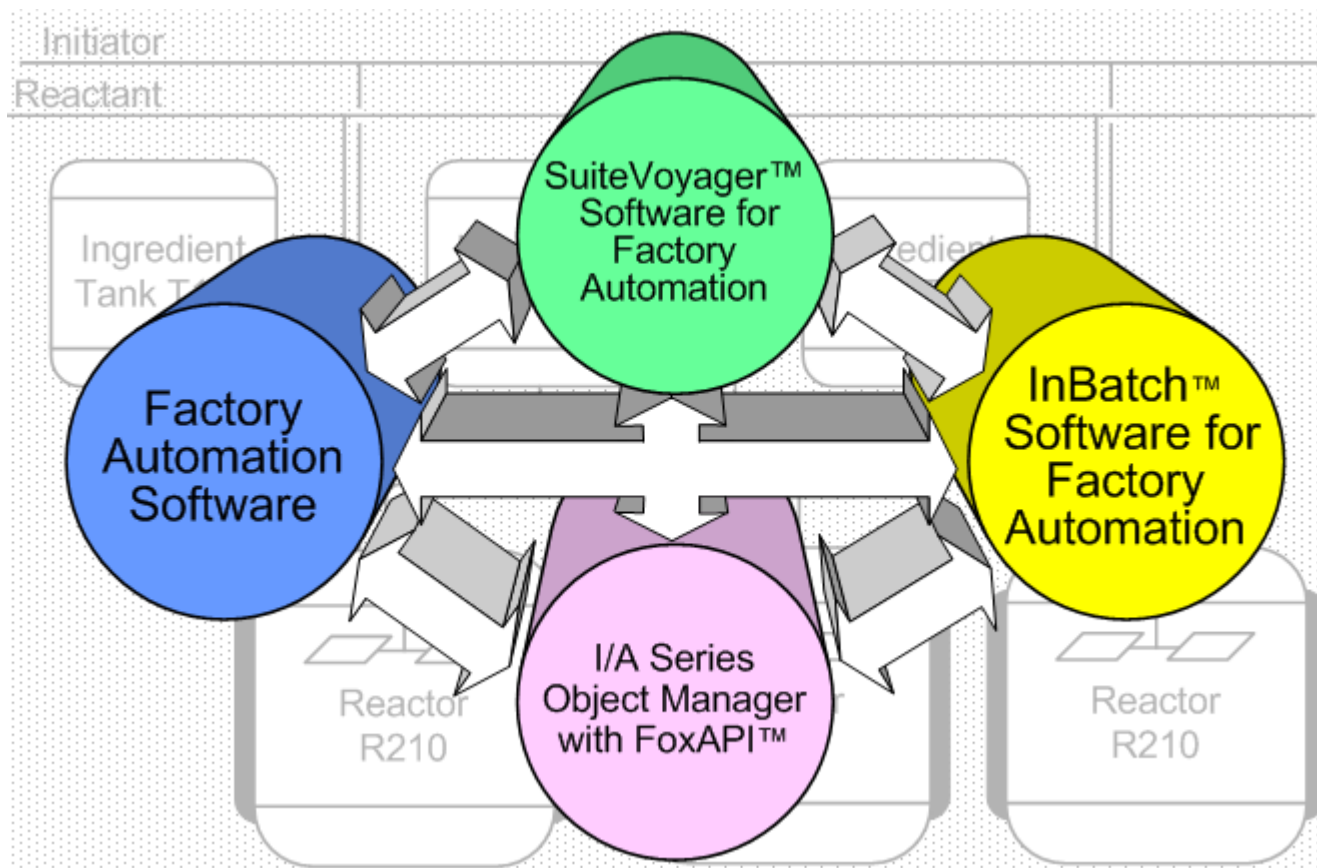 Initiator
Reactant
SuiteVoyager™
Software for
Factory
Automation
Ingredient
Tank
Factory
Automation
Software
InBatch™
Software for
Factory
Automation
I/A Series
Object Manager
with FoxAPI™
Reactor
R210
Reactor
R210